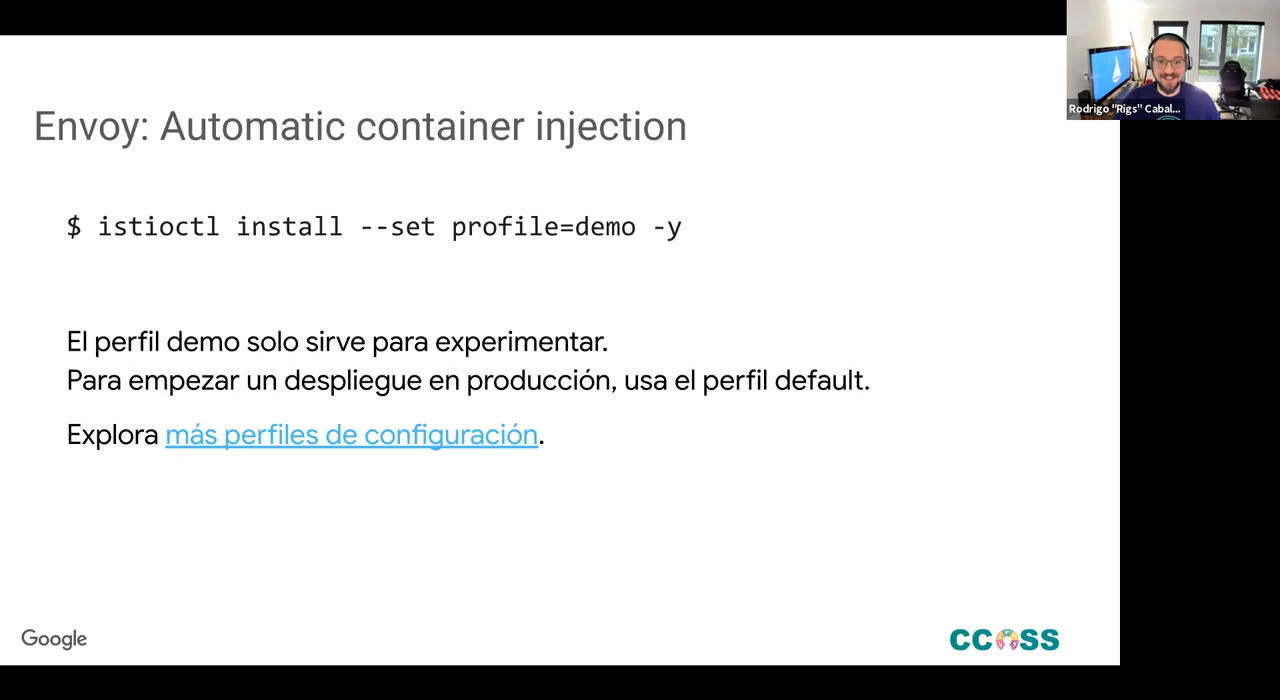 Envoy: Automatic container injection
Rodrigo "Rigs" Cabal...
$ istioctl install --set profile=demo -y
El perfil demo solo sirve para experimentar.
Para empezar un despliegue en producción, usa el perfil default.
Explora más perfiles de configuración.
Google
CCOSS